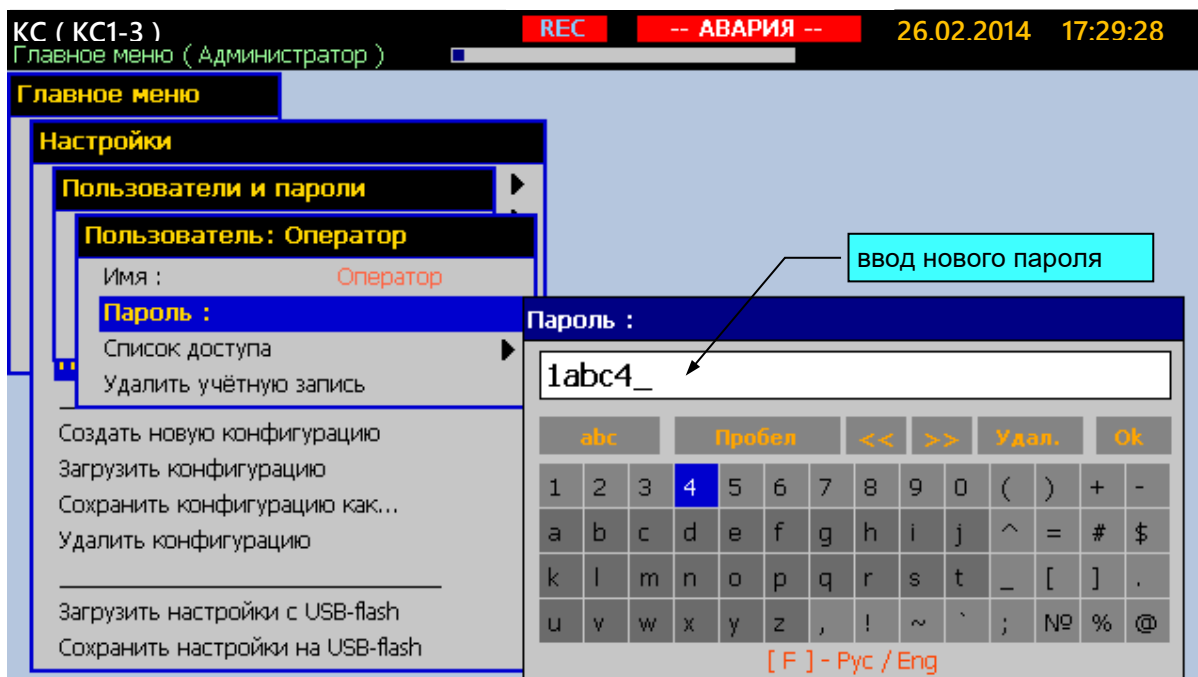 КС ( КС1-3 ) REC -- АВАРИЯ -- 26.02.2014 17:29:28
Главное меню ( Администратор )
Главное меню
Настройки
Пользователи и пароли
Пользователь: Оператор
Имя : Оператор
Пароль :
Список доступа
Удалить учётную запись
Создать новую конфигурацию
Загрузить конфигурацию
Сохранить конфигурацию как...
Удалить конфигурацию
Загрузить настройки с USB-flash
Сохранить настройки на USB-flash
ввод нового пароля
Пароль :
1abc4_
abc Пробел << >> Удал. Ok
1 2 3 4 5 6 7 8 9 0 ( ) + -
a b c d e f g h i j ^ = # $
k l m n o p q r s t _ [ ] .
u v w x y z , ! ~ ` ; № % @
[ F ] - Рус / Eng